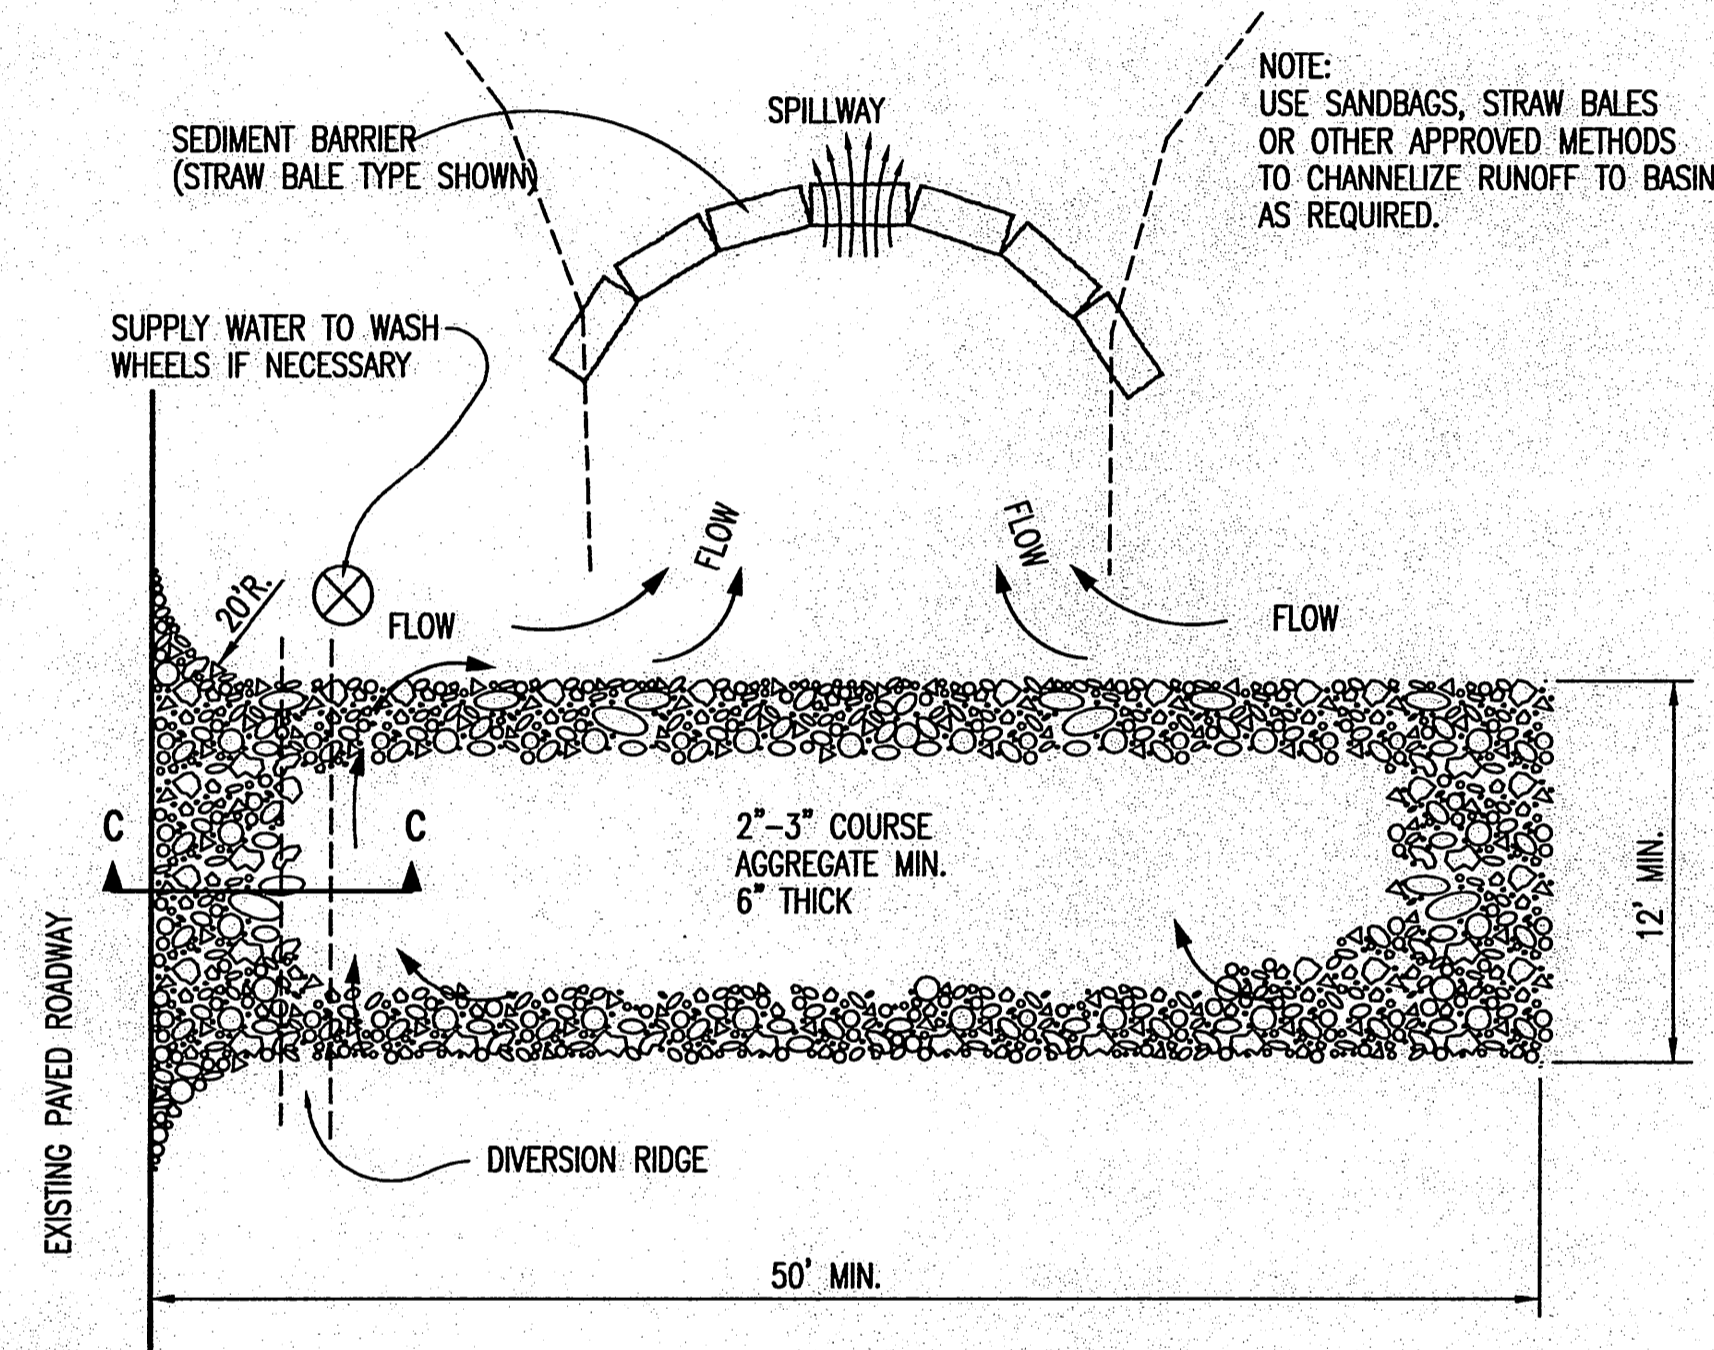 SPILLWAY
NOTE:
USE SANDBAGS, STRAW BALES
OR OTHER APPROVED METHODS
TO CHANNELIZE RUNOFF TO BASIN
AS REQUIRED.
SEDIMENT BARRIER
(STRAW BALE TYPE SHOWN)
SUPPLY WATER TO WASH
WHEELS IF NECESSARY
20'R.
FLOW
FLOW
FLOW
FLOW
C
C
2"-3" COURSE
AGGREGATE MIN.
6" THICK
12' MIN.
EXISTING PAVED ROADWAY
DIVERSION RIDGE
50' MIN.